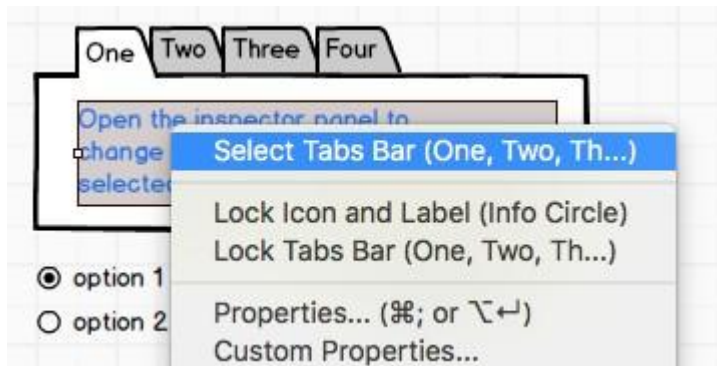 One Two Three Four
Open the inspector panel to
change
selected
Select Tabs Bar (One, Two, Th...)
Lock Icon and Label (Info Circle)
Lock Tabs Bar (One, Two, Th...)
option 1
option 2
Properties... (⌘; or ⌥↩)
Custom Properties...